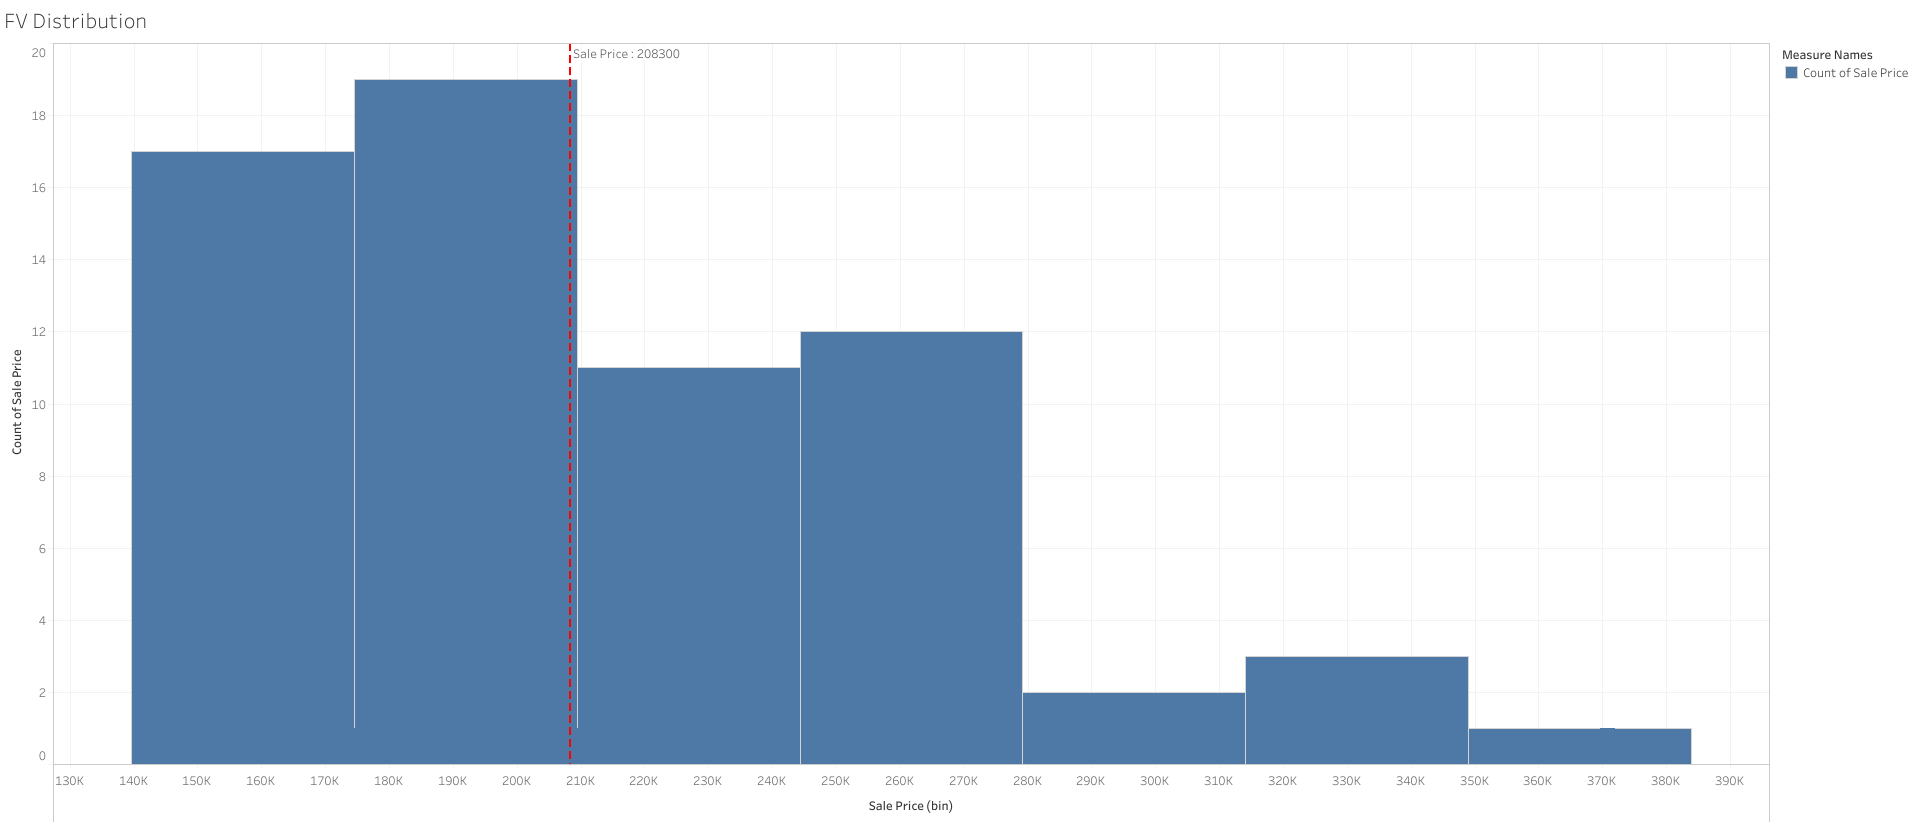 FV Distribution
Sale Price : 208300
Measure Names
Count of Sale Price
20
18
16
14
12
10
8
6
4
2
0
Count of Sale Price
130K 140K 150K 160K 170K 180K 190K 200K 210K 220K 230K 240K 250K 260K 270K 280K 290K 300K 310K 320K 330K 340K 350K 360K 370K 380K 390K
Sale Price (bin)